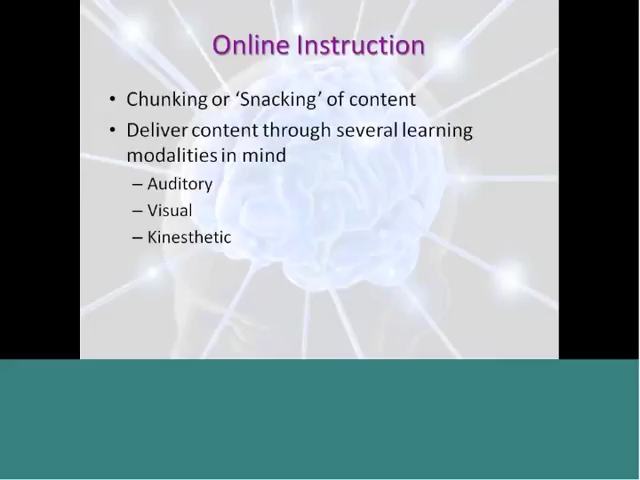 Online Instruction
• Chunking or ‘Snacking’ of content
• Deliver content through several learning
modalities in mind
– Auditory
– Visual
– Kinesthetic